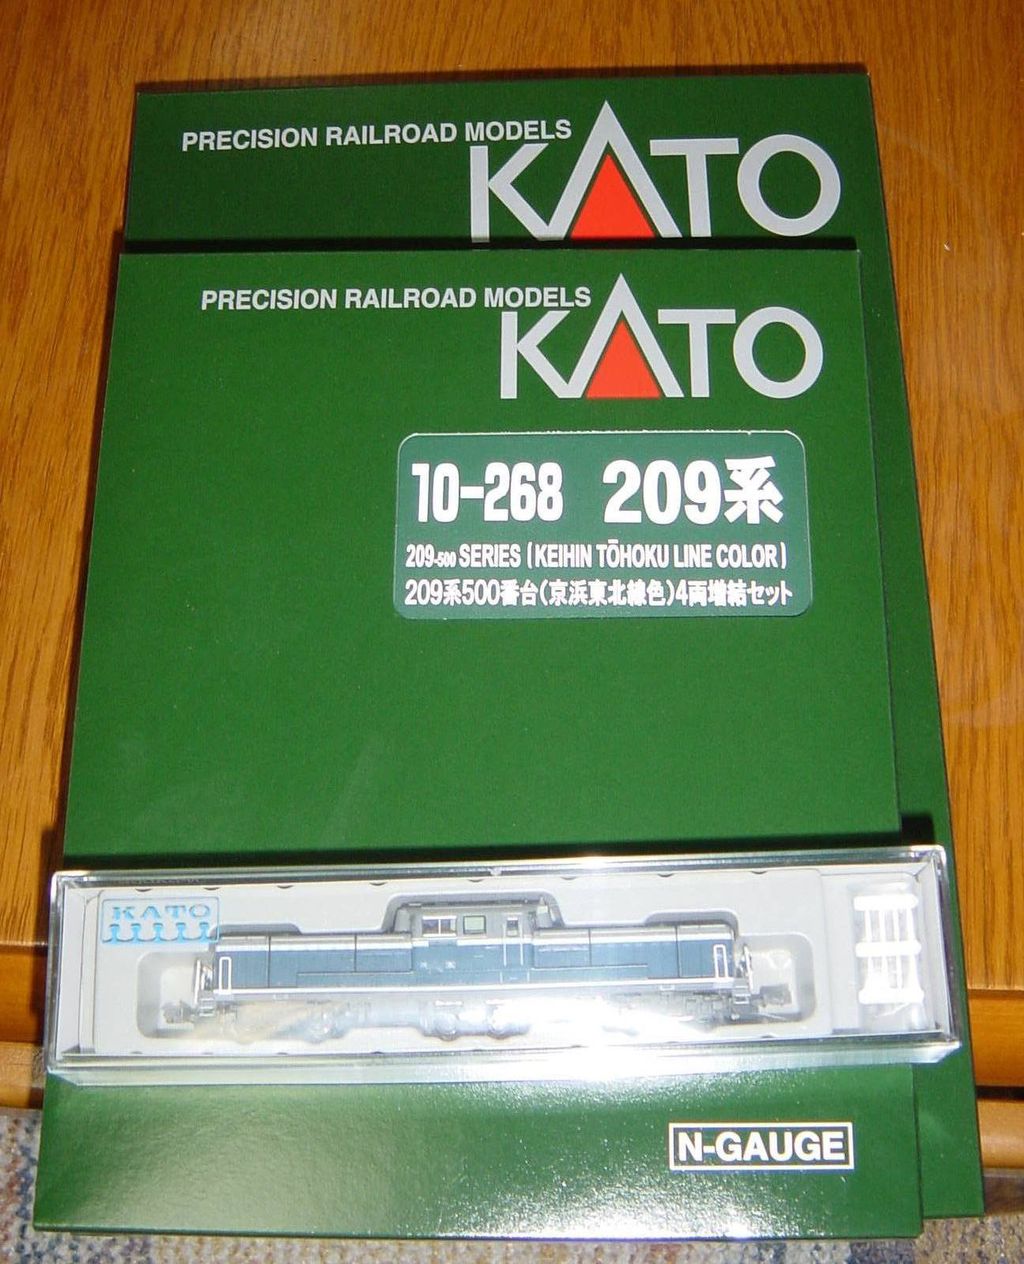 PRECISION RAILROAD MODELS
KATO
PRECISION RAILROAD MODELS
KATO
10-268 209系
209-500 SERIES (KEIHIN TŌHOKU LINE COLOR)
209系500番台(京浜東北線色)4両増結セット
KATO
N-GAUGE